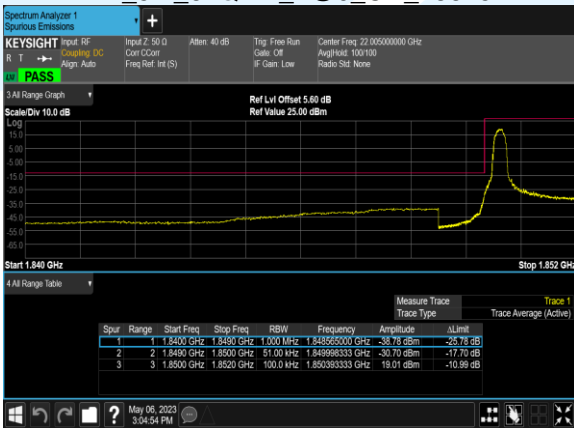 Spectrum Analyzer 1
Spurious Emissions
KEYSIGHT Input: RF Input Z: 50 Ω Atten: 40 dB Trig: Free Run Center Freq: 22.005000000 GHz
R T Coupling: DC Corr CCorr Gate: Off Avg|Hold: 100/100
Align: Auto Freq Ref: Int (S) IF Gain: Low Radio Std: None
PASS
3 All Range Graph
Ref Lvl Offset 5.60 dB
Scale/Div 10.0 dB Ref Value 25.00 dBm
Log
15.0
5.00
-5.00
-15.0
-25.0
-35.0
-45.0
-55.0
-65.0
Start 1.840 GHz Stop 1.852 GHz
4 All Range Table
Measure Trace Trace 1
Trace Type Trace Average (Active)
Spur Range Start Freq Stop Freq RBW Frequency Amplitude ΔLimit
1 1 1.8400 GHz 1.8490 GHz 1.000 MHz 1.848565000 GHz -38.78 dBm -25.78 dB
2 2 1.8490 GHz 1.8500 GHz 51.00 kHz 1.849998333 GHz -30.70 dBm -17.70 dB
3 3 1.8500 GHz 1.8520 GHz 100.0 kHz 1.850393333 GHz 19.01 dBm -10.99 dB
May 06, 2023
3:04:54 PM